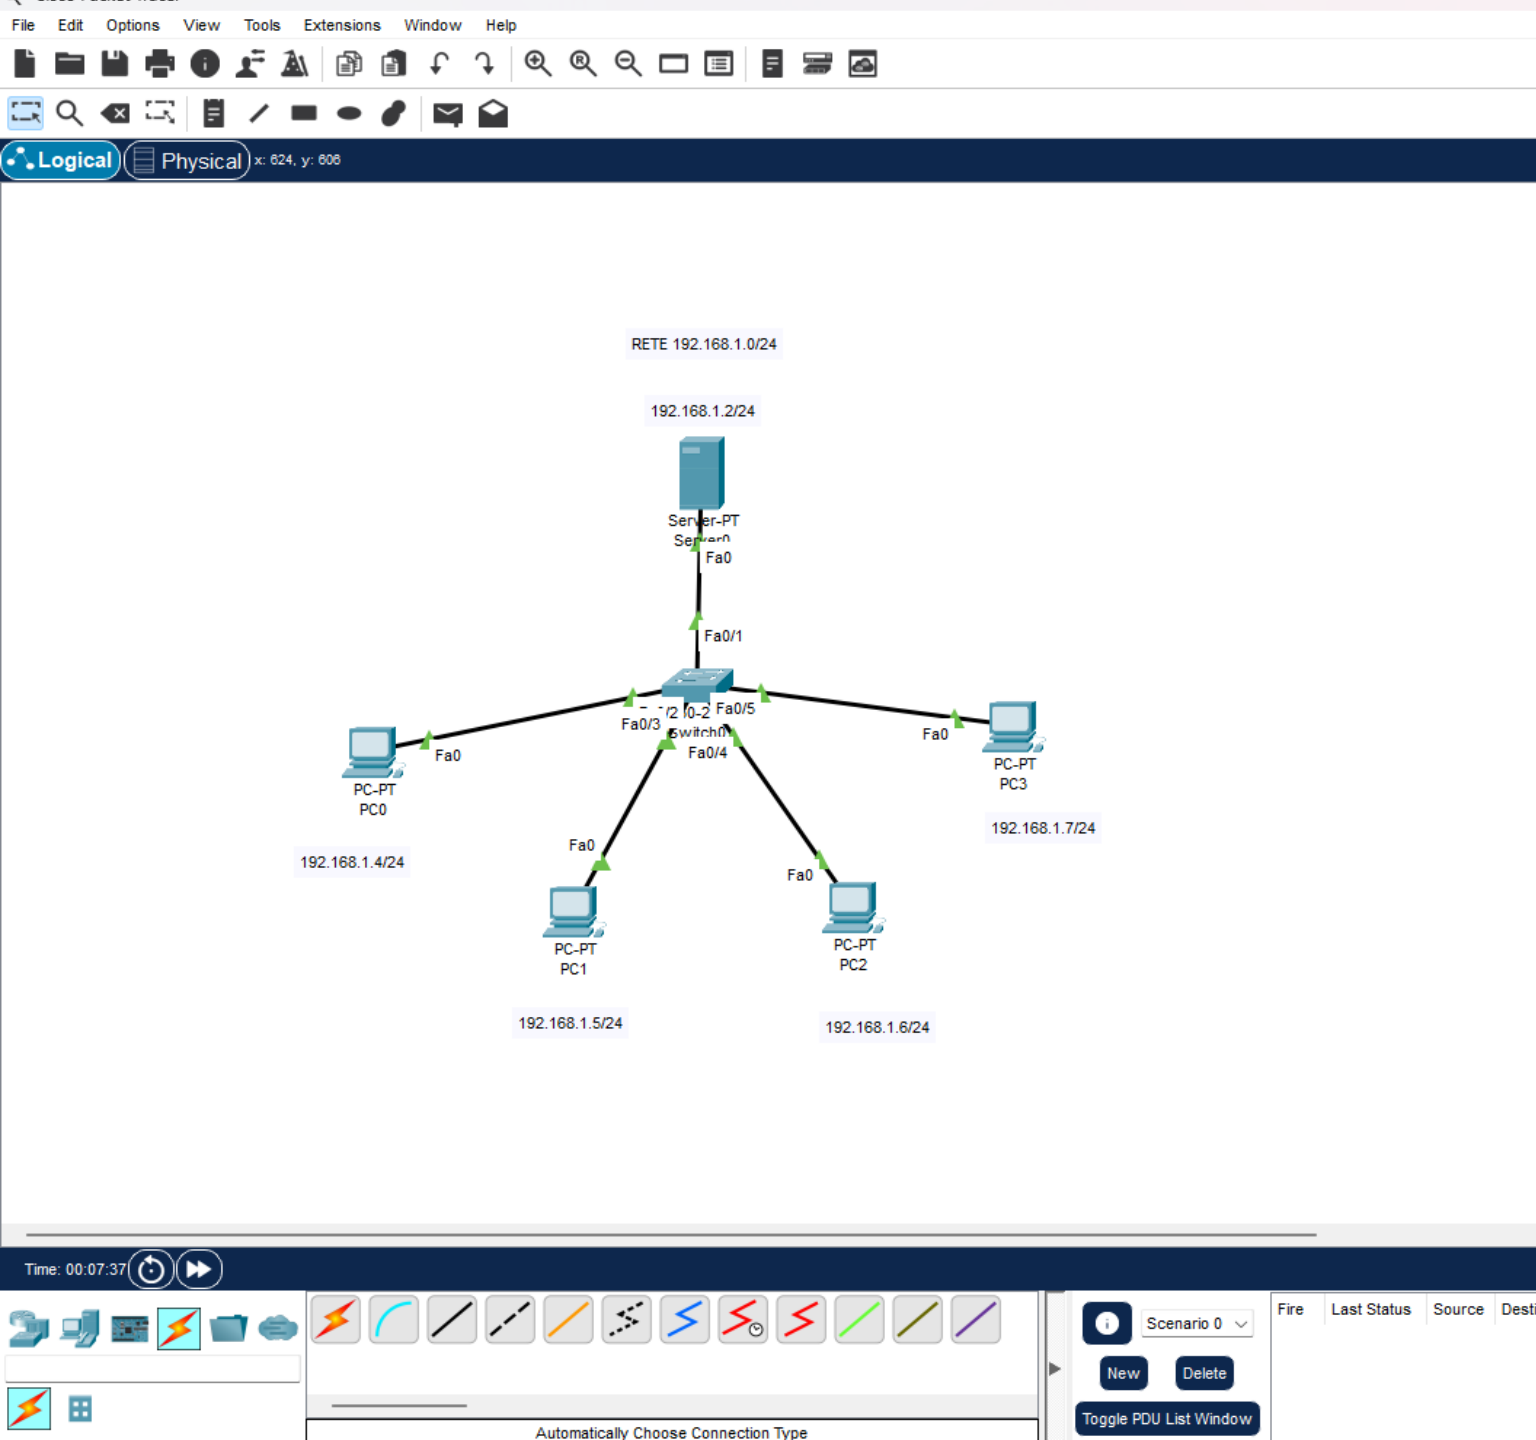 File Edit Options View Tools Extensions Window Help
Logical Physical x: 624, y: 606
RETE 192.168.1.0/24
192.168.1.2/24
Server-PT
Server0
Fa0
Fa0/1
Fa0/5
Fa0/3
Switch0
Fa0/4
Fa0
PC-PT
PC0
192.168.1.4/24
Fa0
PC-PT
PC3
192.168.1.7/24
Fa0
PC-PT
PC1
192.168.1.5/24
Fa0
PC-PT
PC2
192.168.1.6/24
Time: 00:07:37
Automatically Choose Connection Type
Scenario 0
New Delete
Toggle PDU List Window
Fire Last Status Source Desti